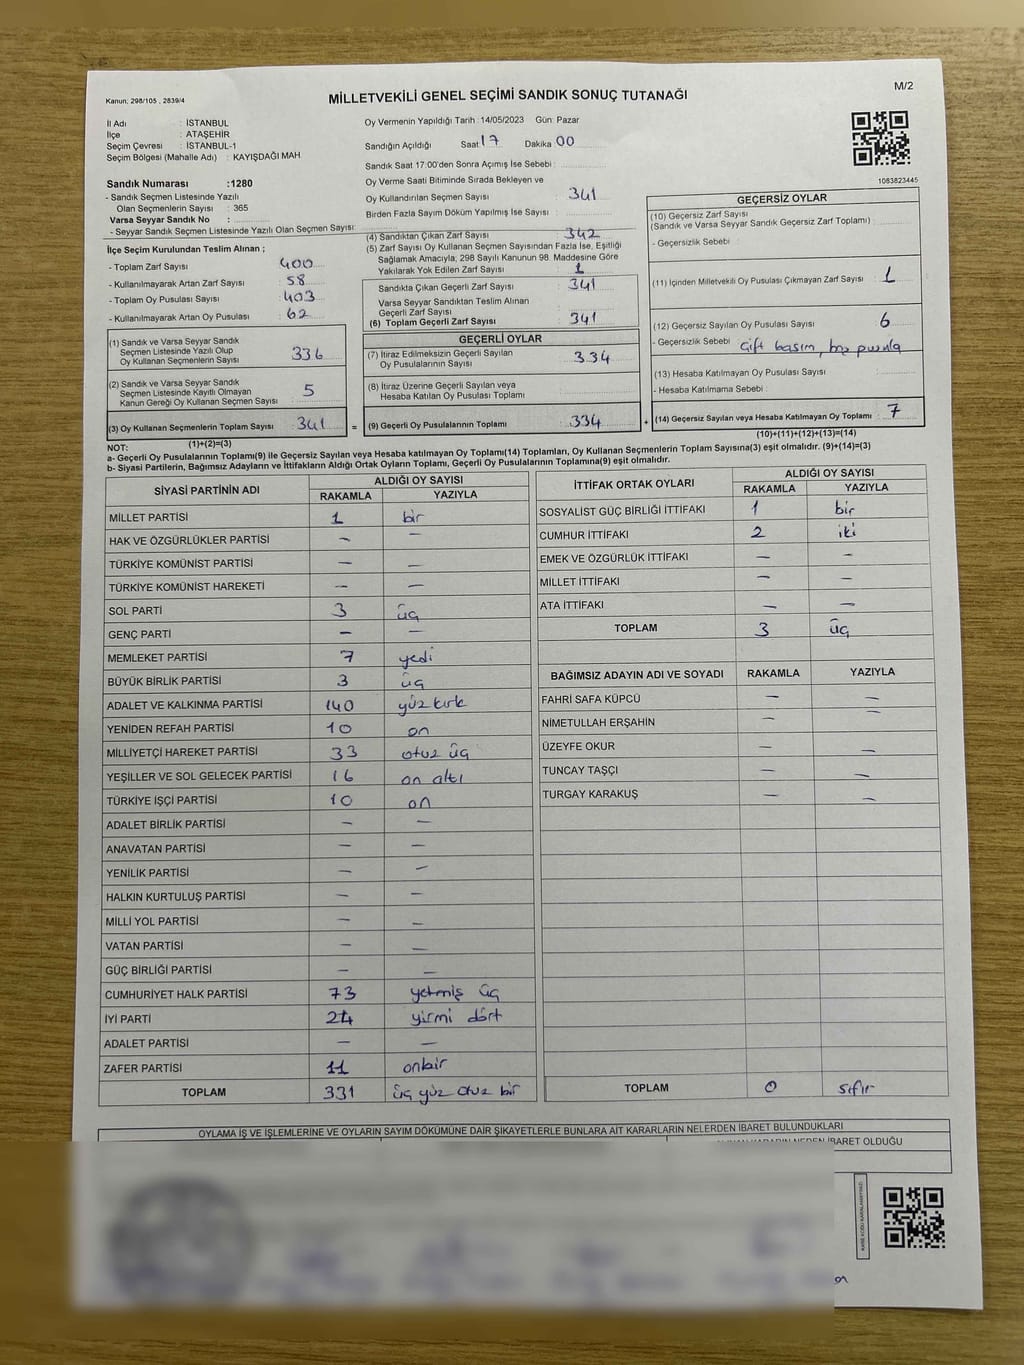 Kanun; 298/105 , 2839/4
M/2
MİLLETVEKİLİ GENEL SEÇİMİ SANDIK SONUÇ TUTANAĞI
İl Adı : İSTANBUL
İlçe : ATAŞEHİR
Seçim Çevresi : İSTANBUL-1
Seçim Bölgesi (Mahalle Adı) : KAYIŞDAĞI MAH
Sandık Numarası :1280
- Sandık Seçmen Listesinde Yazılı
Olan Seçmenlerin Sayısı : 365
Varsa Seyyar Sandık No :
- Seyyar Sandık Seçmen Listesinde Yazılı Olan Seçmen Sayısı:
Oy Vermenin Yapıldığı Tarih : 14/05/2023 Gün: Pazar
Sandığın Açıldığı Saat 17 Dakika 00
Sandık Saat 17:00'den Sonra Açımış İse Sebebi :
Oy Verme Saati Bitiminde Sırada Bekleyen ve
Oy Kullandırılan Seçmen Sayısı 341
Birden Fazla Sayım Döküm Yapılmış İse Sayısı :
1083823445
İlçe Seçim Kurulundan Teslim Alınan ;
- Toplam Zarf Sayısı 400
- Kullanılmayarak Artan Zarf Sayısı : 58
- Toplam Oy Pusulası Sayısı : 403
- Kullanılmayarak Artan Oy Pusulası : 62
(1) Sandık ve Varsa Seyyar Sandık
Seçmen Listesinde Yazılı Olup
Oy Kullanan Seçmenlerin Sayısı : 336
(2) Sandık ve Varsa Seyyar Sandık
Seçmen Listesinde Kayıtlı Olmayan
Kanun Gereği Oy Kullanan Seçmen Sayısı : 5
(3) Oy Kullanan Seçmenlerin Toplam Sayısı : 341 =
(1)+(2)=(3)
(4) Sandıktan Çıkan Zarf Sayısı : 342
(5) Zarf Sayısı Oy Kullanan Seçmen Sayısından Fazla İse, Eşitliği
Sağlamak Amacıyla; 298 Sayılı Kanunun 98. Maddesine Göre
Yakılarak Yok Edilen Zarf Sayısı : 1
Sandıkta Çıkan Geçerli Zarf Sayısı : 341
Varsa Seyyar Sandıktan Teslim Alınan
Geçerli Zarf Sayısı :
(6) Toplam Geçerli Zarf Sayısı : 341
GEÇERLİ OYLAR
(7) İtiraz Edilmeksizin Geçerli Sayılan
Oy Pusulalarının Sayısı : 334
(8) İtiraz Üzerine Geçerli Sayılan veya
Hesaba Katılan Oy Pusulası Toplamı :
(9) Geçerli Oy Pusulalarının Toplamı : 334 +
GEÇERSİZ OYLAR
(10) Geçersiz Zarf Sayısı
(Sandık ve Varsa Seyyar Sandık Geçersiz Zarf Toplamı) :
- Geçersizlik Sebebi :
(11) İçinden Milletvekili Oy Pusulası Çıkmayan Zarf Sayısı : 1
(12) Geçersiz Sayılan Oy Pusulası Sayısı : 6
- Geçersizlik Sebebi : Çift basım, boş pusula
(13) Hesaba Katılmayan Oy Pusulası Sayısı :
- Hesaba Katılmama Sebebi :
(14) Geçersiz Sayılan veya Hesaba Katılmayan Oy Toplamı : 7
(10)+(11)+(12)+(13)=(14)
NOT:
a- Geçerli Oy Pusulalarının Toplamı(9) ile Geçersiz Sayılan veya Hesaba katılmayan Oy Toplamı(14) Toplamları, Oy Kullanan Seçmenlerin Toplam Sayısına(3) eşit olmalıdır. (9)+(14)=(3)
b- Siyasi Partilerin, Bağımsız Adayların ve İttifakların Aldığı Ortak Oyların Toplamı, Geçerli Oy Pusulalarının Toplamına(9) eşit olmalıdır.
SİYASİ PARTİNİN ADI ALDIĞI OY SAYISI
RAKAMLA YAZIYLA
MİLLET PARTİSİ 1 bir
HAK VE ÖZGÜRLÜKLER PARTİSİ - -
TÜRKİYE KOMÜNİST PARTİSİ - -
TÜRKİYE KOMÜNİST HAREKETİ - -
SOL PARTİ 3 üç
GENÇ PARTİ - -
MEMLEKET PARTİSİ 7 yedi
BÜYÜK BİRLİK PARTİSİ 3 üç
ADALET VE KALKINMA PARTİSİ 140 yüz kırk
YENİDEN REFAH PARTİSİ 10 on
MİLLİYETÇİ HAREKET PARTİSİ 33 otuz üç
YEŞİLLER VE SOL GELECEK PARTİSİ 16 on altı
TÜRKİYE İŞÇİ PARTİSİ 10 on
ADALET BİRLİK PARTİSİ - -
ANAVATAN PARTİSİ - -
YENİLİK PARTİSİ - -
HALKIN KURTULUŞ PARTİSİ - -
MİLLİ YOL PARTİSİ - -
VATAN PARTİSİ - -
GÜÇ BİRLİĞİ PARTİSİ - -
CUMHURİYET HALK PARTİSİ 73 yetmiş üç
İYİ PARTİ 24 yirmi dört
ADALET PARTİSİ - -
ZAFER PARTİSİ 11 onbir
TOPLAM 331 üç yüz otuz bir
İTTİFAK ORTAK OYLARI ALDIĞI OY SAYISI
RAKAMLA YAZIYLA
SOSYALİST GÜÇ BİRLİĞİ İTTİFAKI 1 bir
CUMHUR İTTİFAKI 2 iki
EMEK VE ÖZGÜRLÜK İTTİFAKI - -
MİLLET İTTİFAKI - -
ATA İTTİFAKI - -
TOPLAM 3 üç
BAĞIMSIZ ADAYIN ADI VE SOYADI RAKAMLA YAZIYLA
FAHRİ SAFA KÜPCÜ - -
NİMETULLAH ERŞAHİN - -
ÜZEYFE OKUR - -
TUNCAY TAŞÇI - -
TURGAY KARAKUŞ - -
TOPLAM 0 sıfır
OYLAMA İŞ VE İŞLEMLERİNE VE OYLARIN SAYIM DÖKÜMÜNE DAİR ŞİKAYETLERLE BUNLARA AİT KARARLARIN NELERDEN İBARET BULUNDUKLARI
NEDEN İBARET OLDUĞU